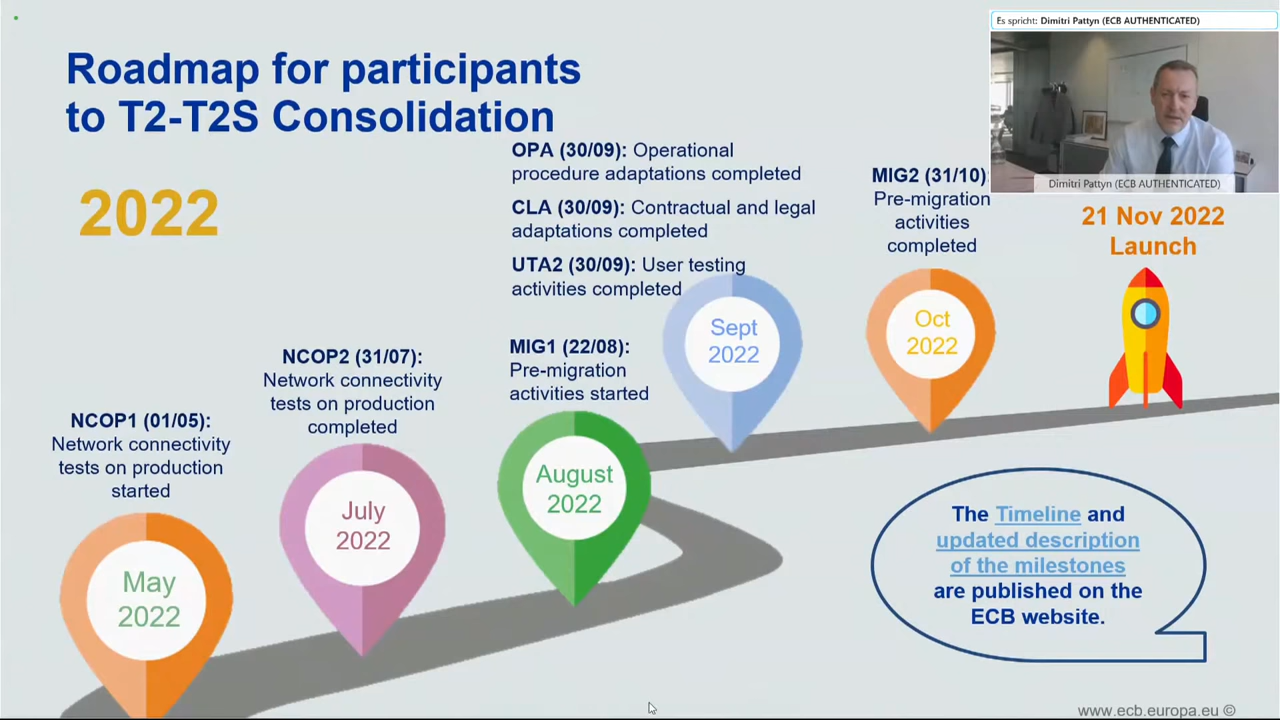 Es spricht: Dimitri Pattyn (ECB AUTHENTICATED)
Dimitri Pattyn (ECB AUTHENTICATED)
Roadmap for participants
to T2-T2S Consolidation
2022
NCOP1 (01/05):
Network connectivity
tests on production
started
May
2022
NCOP2 (31/07):
Network connectivity
tests on production
completed
July
2022
MIG1 (22/08):
Pre-migration
activities started
August
2022
OPA (30/09): Operational
procedure adaptations completed
CLA (30/09): Contractual and legal
adaptations completed
UTA2 (30/09): User testing
activities completed
Sept
2022
MIG2 (31/10)
Pre-migration
activities
completed
Oct
2022
21 Nov 2022
Launch
The Timeline and
updated description
of the milestones
are published on the
ECB website.
www.ecb.europa.eu ©